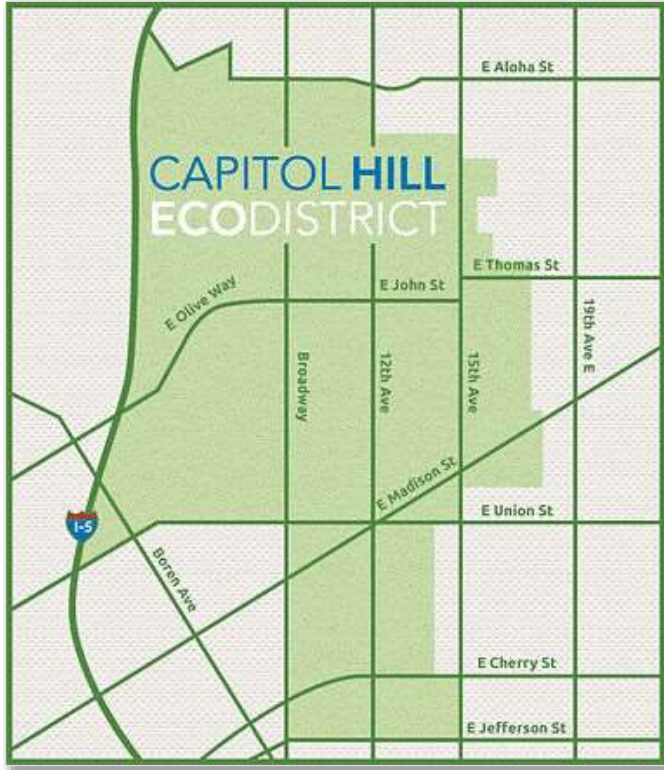 E Aloha St
CAPITOL HILL
ECODISTRICT
E Thomas St
E John St
E Olive Way
19th Ave E
Broadway
12th Ave
15th Ave
E Madison St
E Union St
I-5
Boren Ave
E Cherry St
E Jefferson St